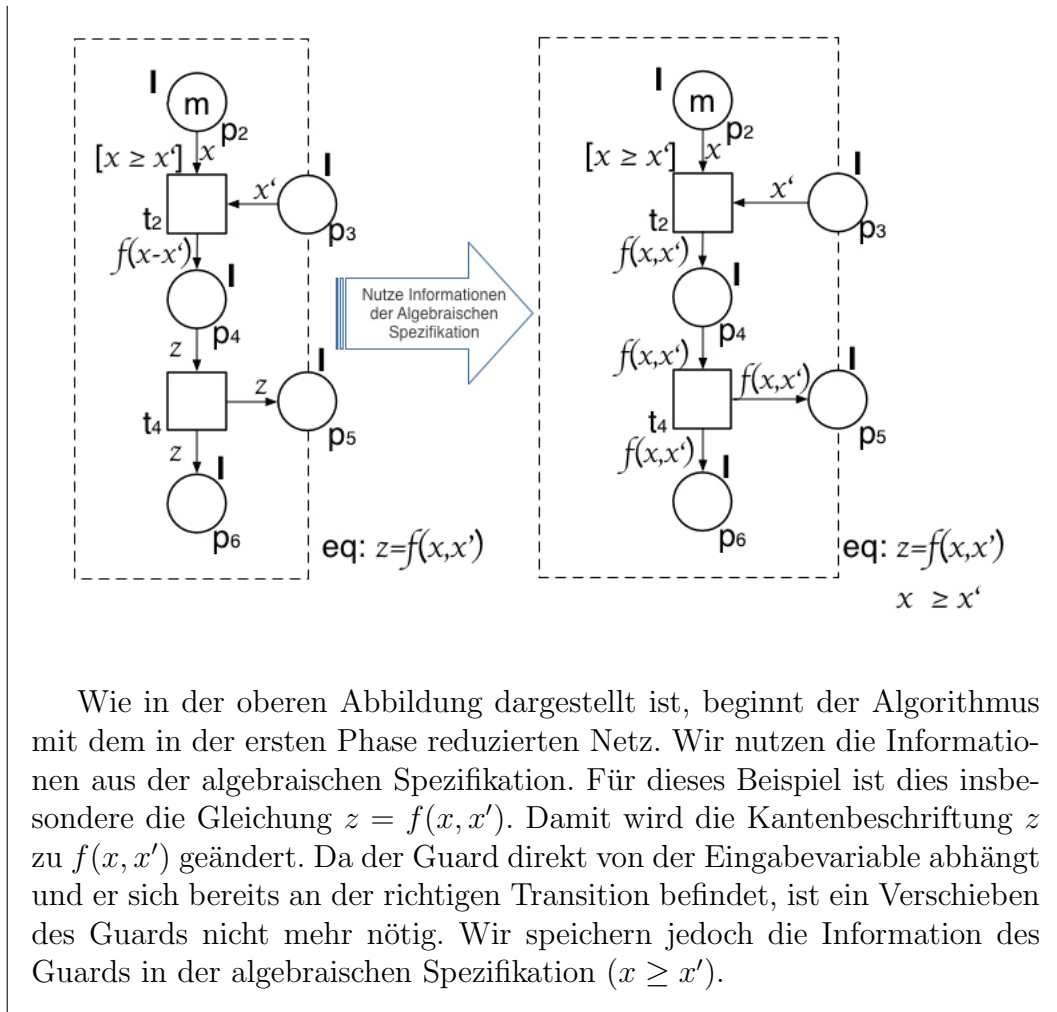 I
m
p2
[x ≥ x‘] x
I
x‘
t2
p3
f(x-x‘)
I
p4
z
I
z
t4
p5
z
I
p6
eq: z=f(x,x’)
Nutze Informationen
der Algebraischen
Spezifikation
I
m
p2
[x ≥ x‘] x
I
x‘
t2
p3
f(x,x‘)
I
p4
f(x,x‘)
I
f(x,x‘)
t4
p5
f(x,x‘)
I
p6
eq: z=f(x,x’)
x ≥ x‘
Wie in der oberen Abbildung dargestellt ist, beginnt der Algorithmus
mit dem in der ersten Phase reduzierten Netz. Wir nutzen die Informatio-
nen aus der algebraischen Spezifikation. Für dieses Beispiel ist dies insbe-
sondere die Gleichung z = f(x, x′). Damit wird die Kantenbeschriftung z
zu f(x, x′) geändert. Da der Guard direkt von der Eingabevariable abhängt
und er sich bereits an der richtigen Transition befindet, ist ein Verschieben
des Guards nicht mehr nötig. Wir speichern jedoch die Information des
Guards in der algebraischen Spezifikation (x ≥ x′).